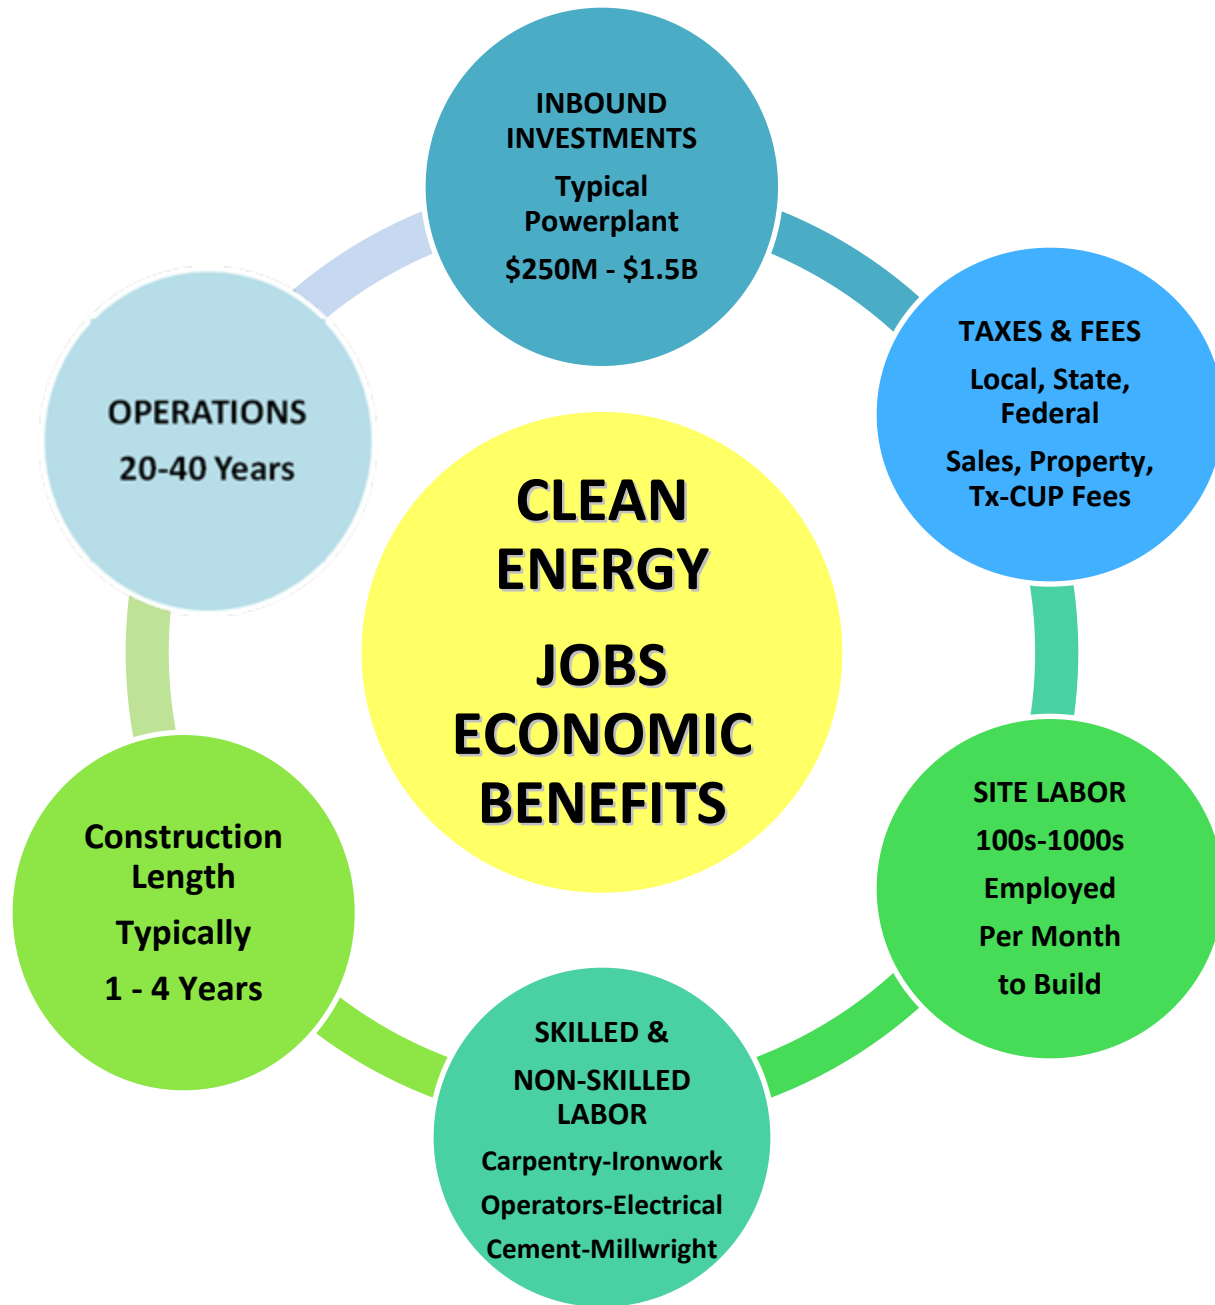 INBOUND
INVESTMENTS
Typical
Powerplant
$250M - $1.5B
TAXES & FEES
Local, State,
Federal
Sales, Property,
Tx-CUP Fees
SITE LABOR
100s-1000s
Employed
Per Month
to Build
SKILLED &
NON-SKILLED
LABOR
Carpentry-Ironwork
Operators-Electrical
Cement-Millwright
Construction
Length
Typically
1 - 4 Years
OPERATIONS
20-40 Years
CLEAN
ENERGY
JOBS
ECONOMIC
BENEFITS